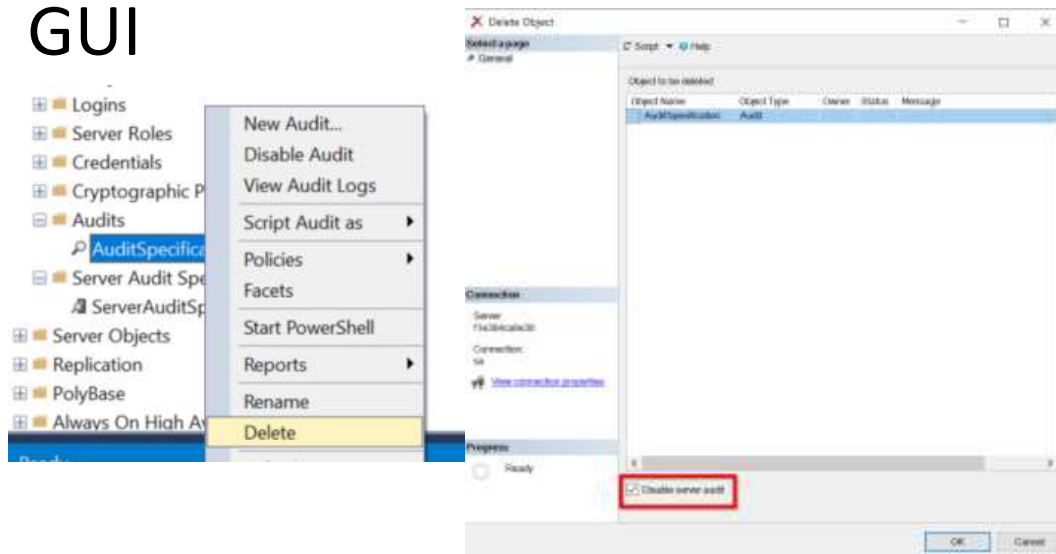 GUI
Logins
Server Roles
Credentials
Cryptographic P
Audits
AuditSpecifica
Server Audit Spe
ServerAuditSp
Server Objects
Replication
PolyBase
Always On High Av
Ready
New Audit...
Disable Audit
View Audit Logs
Script Audit as
Policies
Facets
Start PowerShell
Reports
Rename
Delete
Delete Object
Select a page
General
Script Help
Object to be deleted
Object Name Object Type Owner Status Message
AuditSpecification Audit
Connection
Server
Connection:
sa
View connection properties
Progress
Ready
Disable server audit
OK Cancel